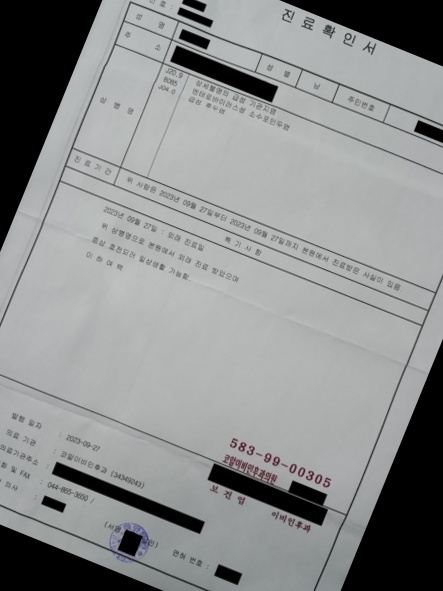 번 호 :
진 료 확 인 서
성 명
성 별 남 주민번호
주 소
상 병 명
J20.9 상세불명의 급성 기관지염
B085 엔테로바이러스성 소수포인두염
J04.0 급성 후두염
진 료 기 간 위 사람은 2023년 09월 27일부터 2023년 09월 27일까지 본원에서 진료받은 사실이 있음.
특 기 사 항
2023년 09월 27일 : 외래 진료일
위 상병명으로 본원에서 외래 진료 받았으며
증상 호전되어 일상생활 가능함.
이 하 여 백
발행 일자 : 2023-09-27
의료 기관 : 코알이비인후과 (34349243)
의료기관주소 :
화 및 FAX : 044-865-3650 /
의사 :
면허 번호 :
583-99-00305
코알이비인후과의원
보 건 업 이비인후과